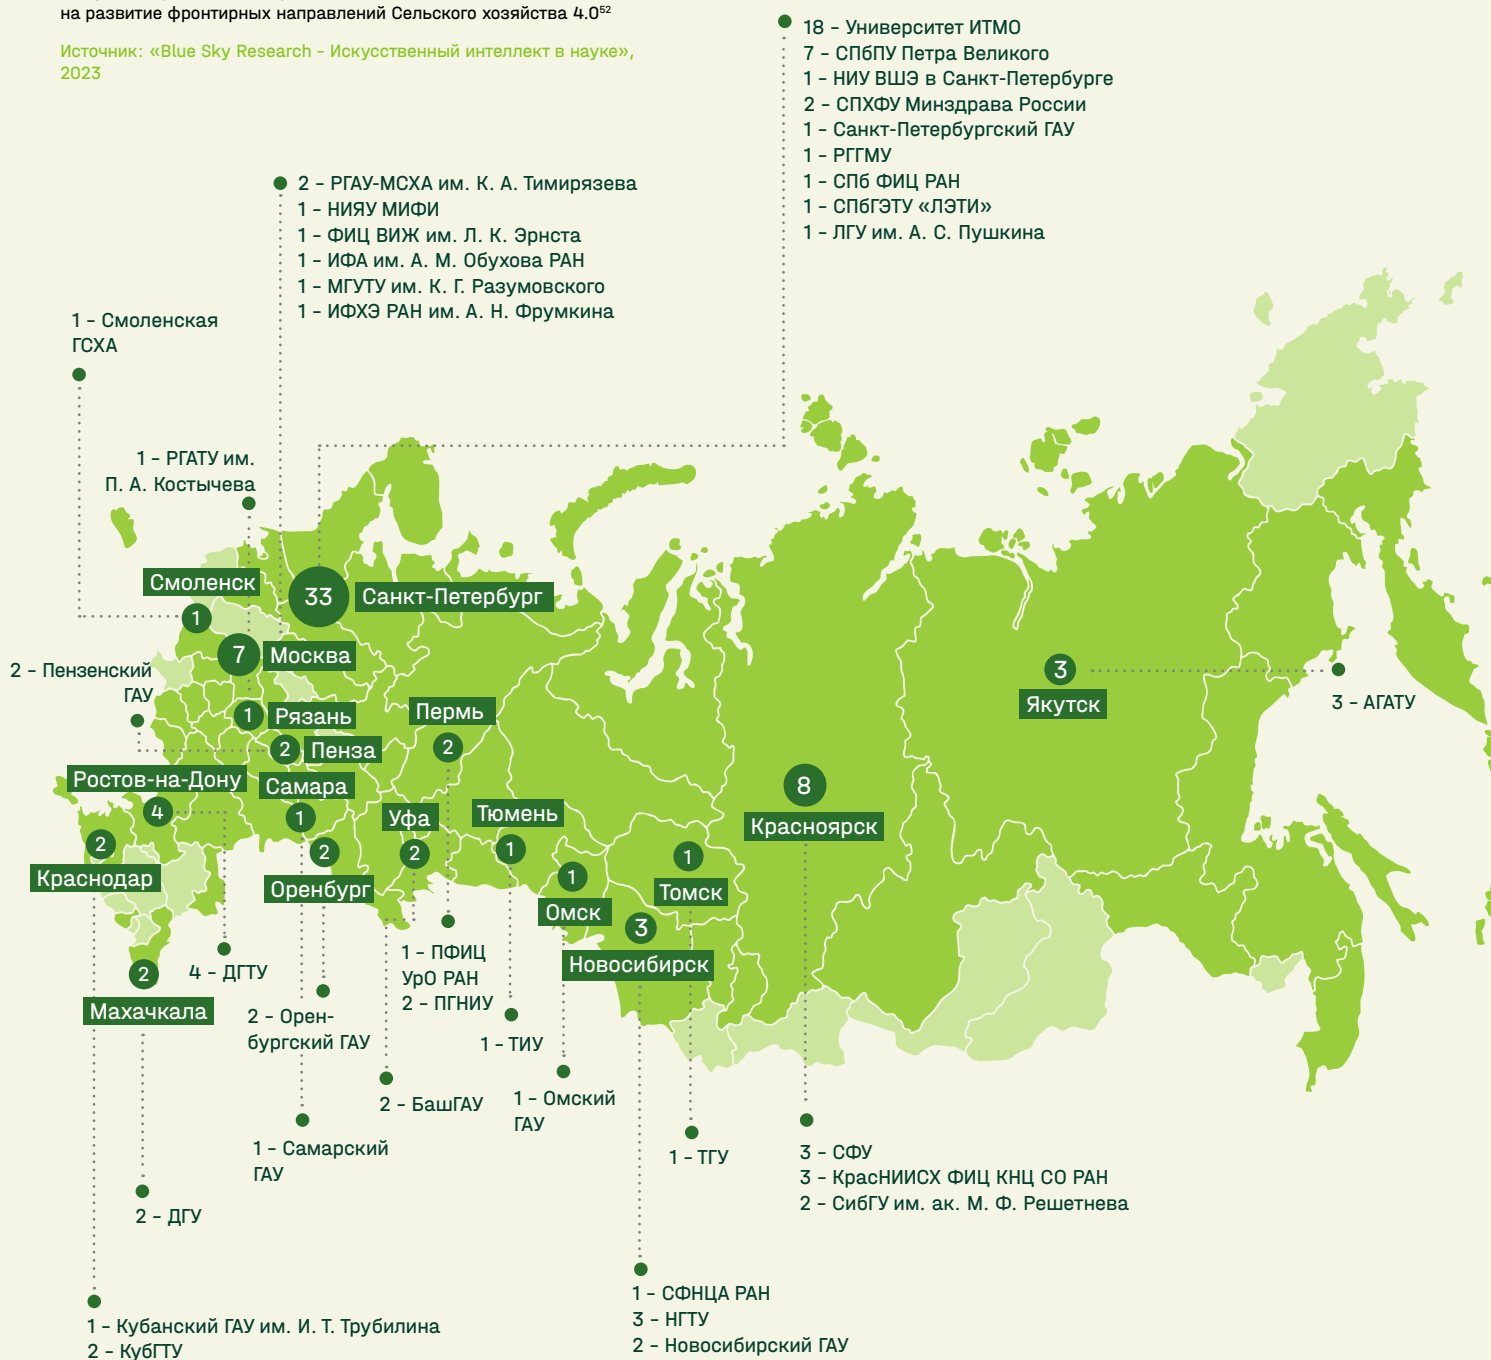 на развитие фронтирных направлений Сельского хозяйства 4.0⁵²
Источник: «Blue Sky Research - Искусственный интеллект в науке»,
2023
18 - Университет ИТМО
7 - СПбПУ Петра Великого
1 - НИУ ВШЭ в Санкт-Петербурге
2 - СПХФУ Минздрава России
1 - Санкт-Петербургский ГАУ
1 - РГГМУ
1 - СПб ФИЦ РАН
1 - СПбГЭТУ «ЛЭТИ»
1 - ЛГУ им. А. С. Пушкина
2 - РГАУ-МСХА им. К. А. Тимирязева
1 - НИЯУ МИФИ
1 - ФИЦ ВИЖ им. Л. К. Эрнста
1 - ИФА им. А. М. Обухова РАН
1 - МГУТУ им. К. Г. Разумовского
1 - ИФХЭ РАН им. А. Н. Фрумкина
1 - Смоленская
ГСХА
1 - РГАТУ им.
П. А. Костычева
Смоленск
1
33
Санкт-Петербург
7
Москва
2 - Пензенский
ГАУ
3
Якутск
3 - АГАТУ
1
Рязань
Пермь
2
2
Пенза
Ростов-на-Дону
4
Самара
1
Уфа
2
Тюмень
1
8
Красноярск
2
Краснодар
2
Оренбург
1
Томск
1
Омск
3
Новосибирск
2
Махачкала
4 - ДГТУ
2 - Орен-
бургский ГАУ
1 - ПФИЦ
УрО РАН
2 - ПГНИУ
1 - ТИУ
2 - БашГАУ
1 - Омский
ГАУ
1 - Самарский
ГАУ
1 - ТГУ
3 - СФУ
3 - КрасНИИСХ ФИЦ КНЦ СО РАН
2 - СибГУ им. ак. М. Ф. Решетнева
2 - ДГУ
1 - СФНЦА РАН
3 - НГТУ
2 - Новосибирский ГАУ
1 - Кубанский ГАУ им. И. Т. Трубилина
2 - КубГТУ